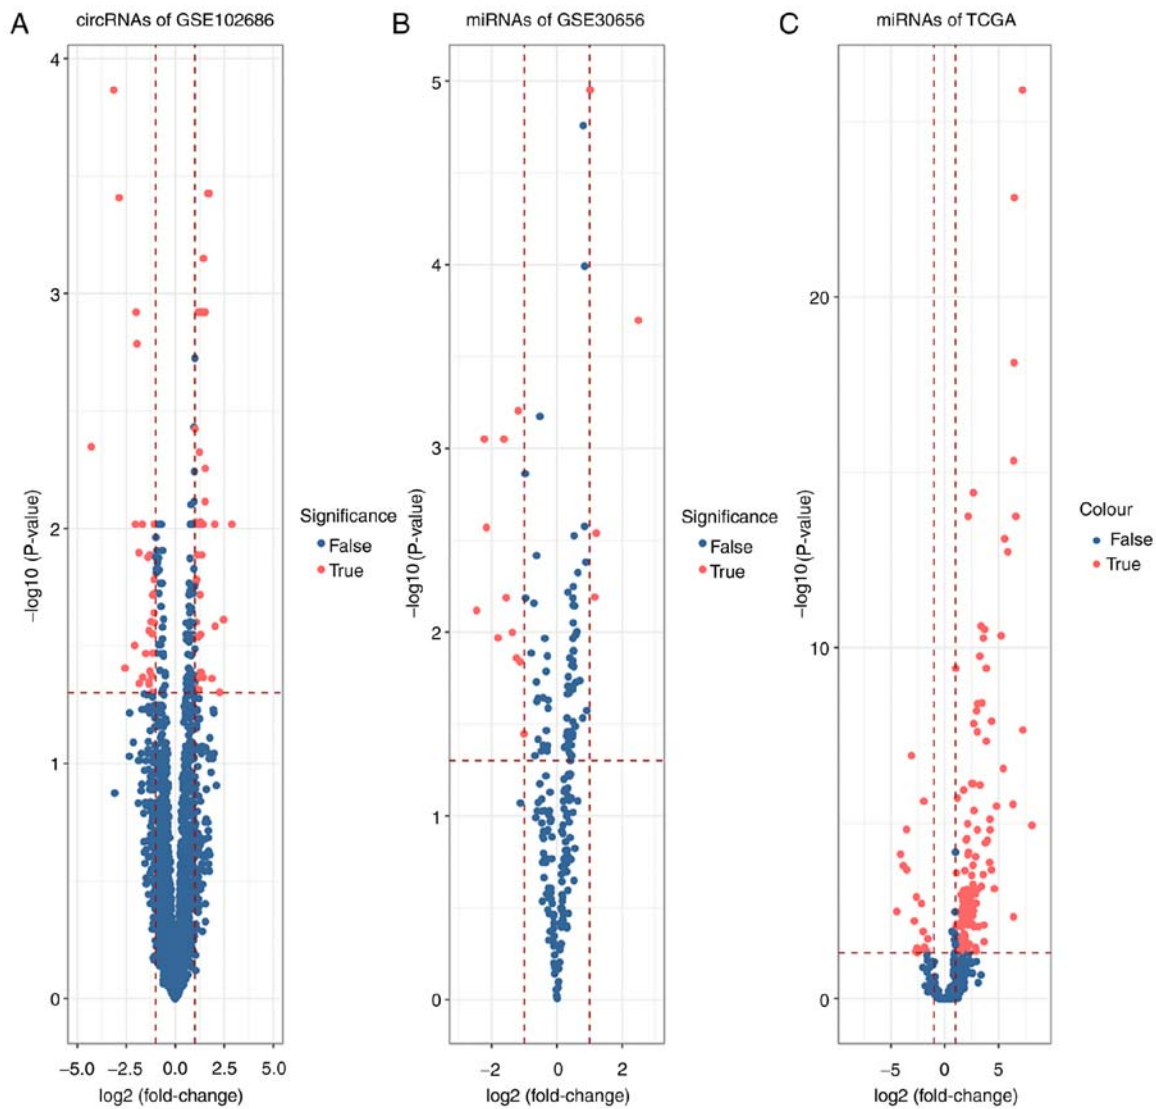 A
circRNAs of GSE102686
−log10 (P-value)
4
3
2
1
0
−5.0 −2.5 0.0 2.5 5.0
log2 (fold-change)
Significance
False
True
B
miRNAs of GSE30656
−log10 (P-value)
5
4
3
2
1
0
−2 0 2
log2 (fold-change)
Significance
False
True
C
miRNAs of TCGA
−log10 (P-value)
20
10
0
−5 0 5
log2 (fold-change)
Colour
False
True